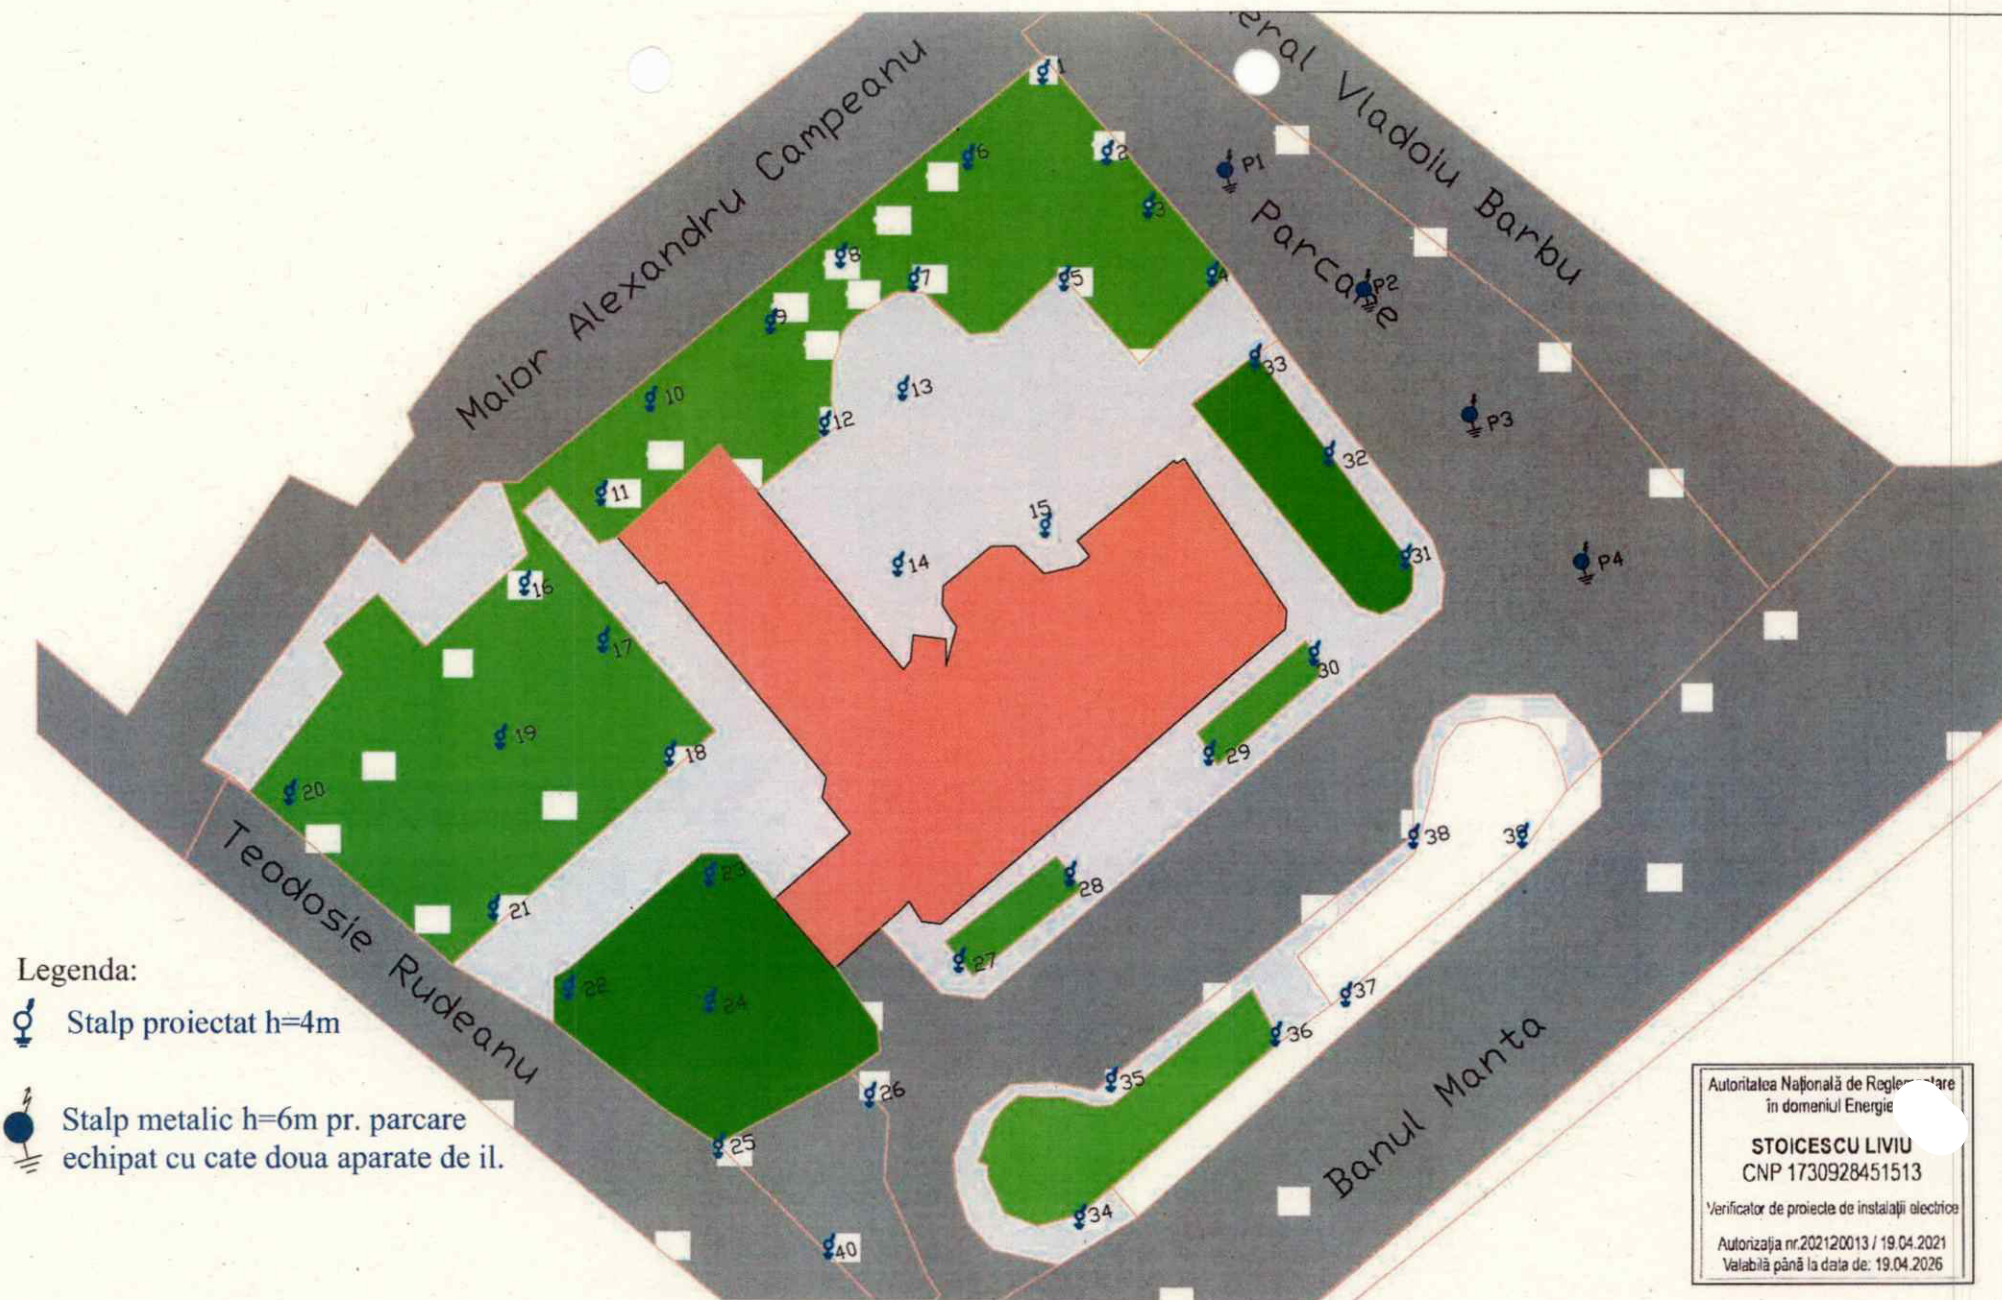 eral Vladoiu Barbu
Maior Alexandru Campeanu
1
2
3
4
5
6
7
8
9
10
11
12
13
14
15
16
17
18
19
20
21
22
23
24
25
26
27
28
29
30
31
32
33
34
35
36
37
38
39
40
P1
P2
P3
P4
Parcare
Teodosie Rudeanu
Banul Manta
Legenda:
Stalp proiectat h=4m
Stalp metalic h=6m pr. parcare
echipat cu cate doua aparate de il.
Autoritatea Națională de Reglementare
în domeniul Energie
STOICESCU LIVIU
CNP 1730928451513
Verificator de proiecte de instalații electrice
Autorizația nr.202120013 / 19.04.2021
Valabilă până la data de: 19.04.2026